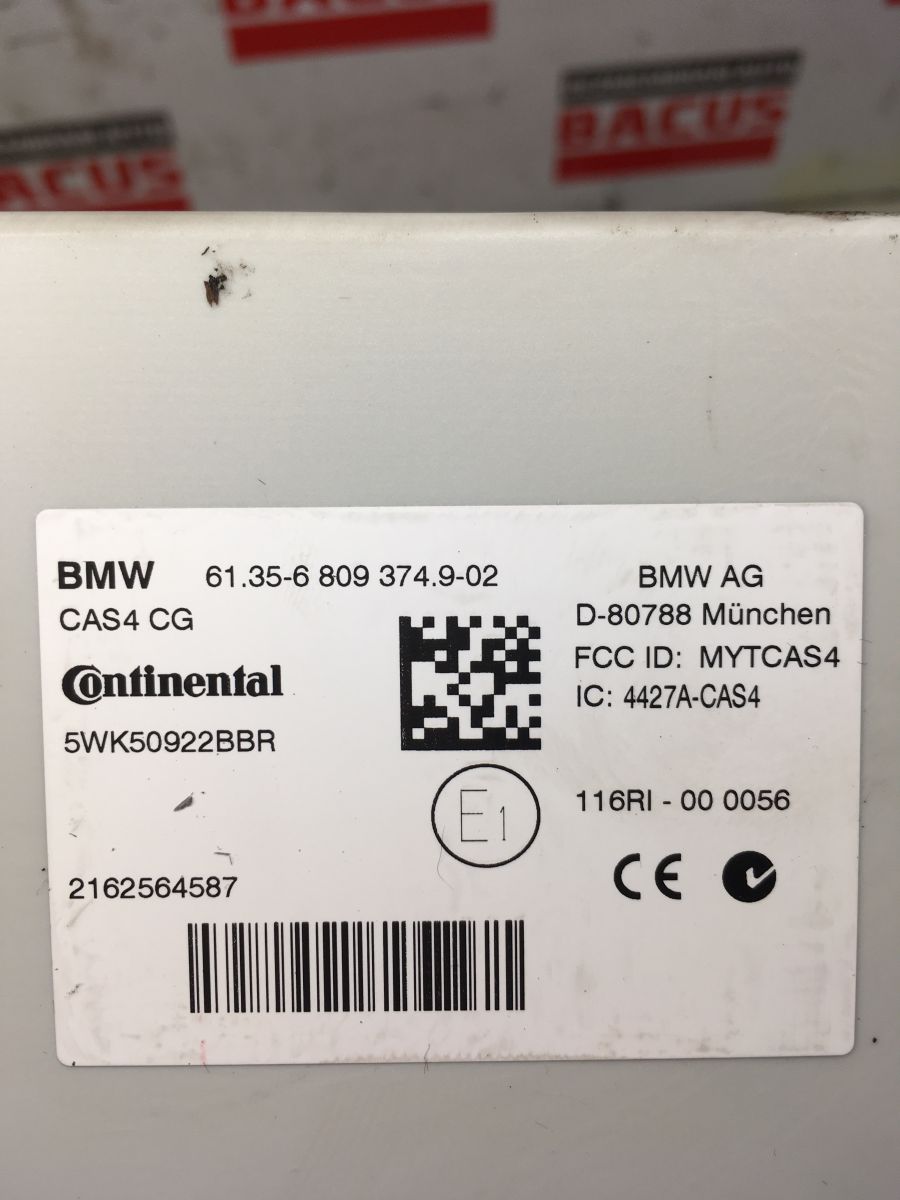 BACUS
ACUS
BMW 61.35-6 809 374.9-02
CAS4 CG
Continental
5WK50922BBR
2162564587
E1
BMW AG
D-80788 München
FCC ID: MYTCAS4
IC: 4427A-CAS4
116RI - 00 0056
CE